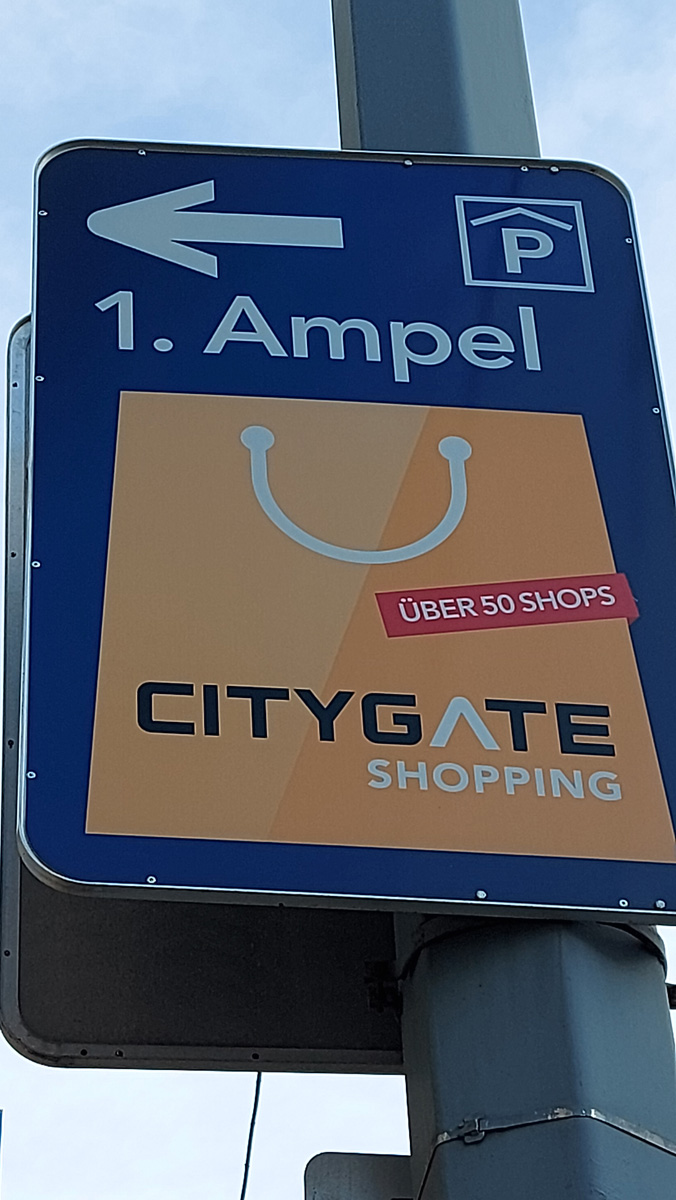 P
1. Ampel
ÜBER 50 SHOPS
CITYGATE
SHOPPING